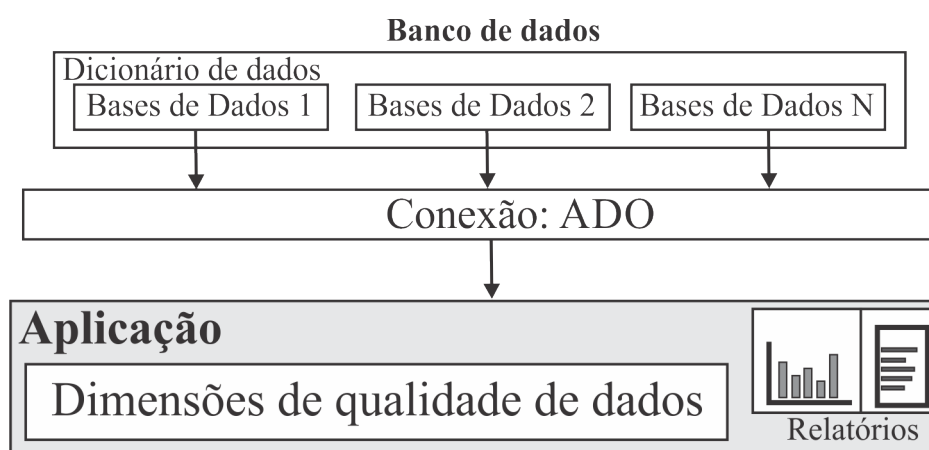 Banco de dados
Dicionário de dados
Bases de Dados 1
Bases de Dados 2
Bases de Dados N
Conexão: ADO
Aplicação
Dimensões de qualidade de dados
Relatórios